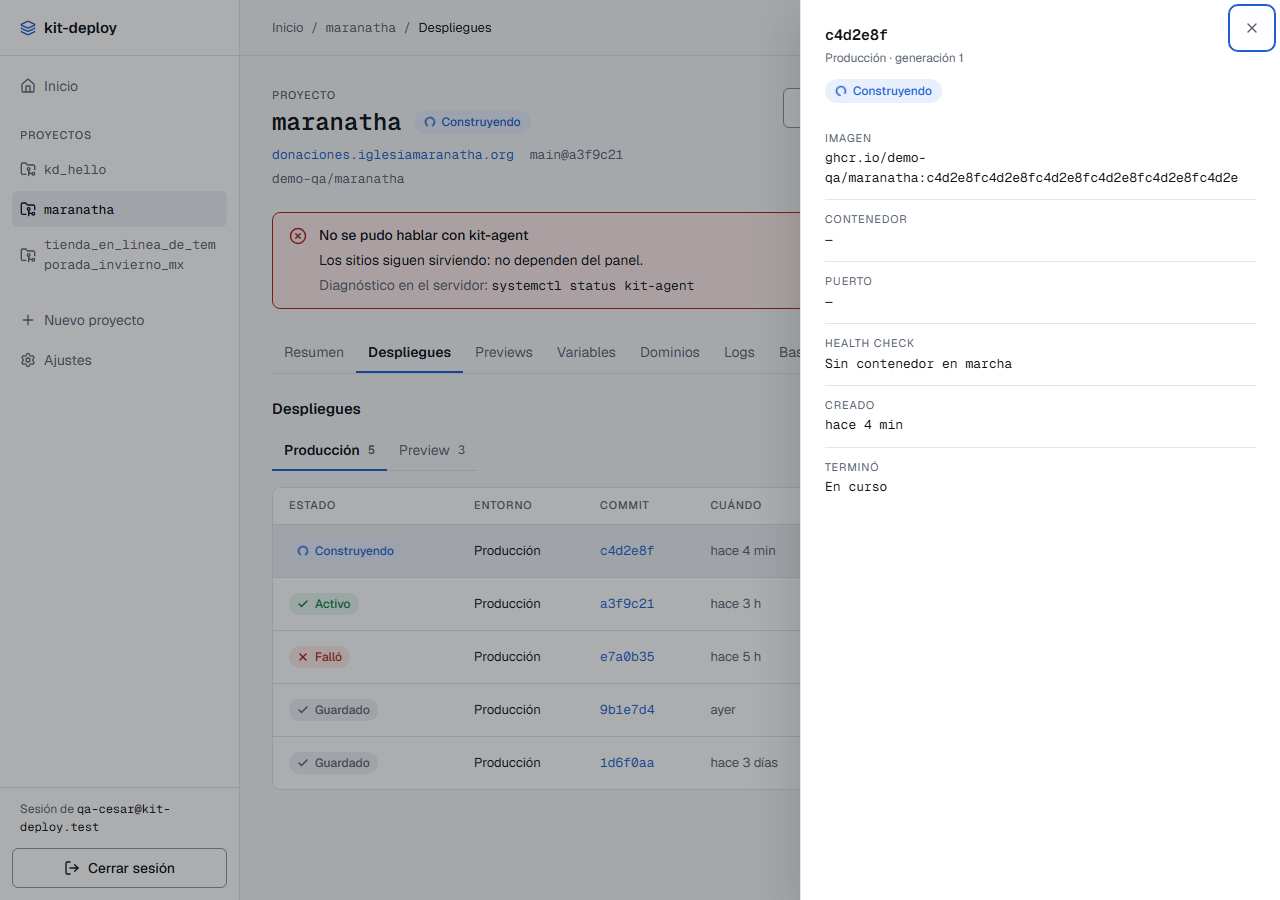 kit-deploy
Inicio
PROYECTOS
kd_hello
maranatha
tienda_en_linea_de_tem
porada_invierno_mx
Nuevo proyecto
Ajustes
Sesión de qa-cesar@kit-
deploy.test
Cerrar sesión
Inicio / maranatha / Despliegues
PROYECTO
maranatha Construyendo
donaciones.iglesiamaranatha.org main@a3f9c21
demo-qa/maranatha
No se pudo hablar con kit-agent
Los sitios siguen sirviendo: no dependen del panel.
Diagnóstico en el servidor: systemctl status kit-agent
Resumen Despliegues Previews Variables Dominios Logs Bas
Despliegues
Producción 5 Preview 3
ESTADO ENTORNO COMMIT CUÁNDO
Construyendo Producción c4d2e8f hace 4 min
Activo Producción a3f9c21 hace 3 h
Falló Producción e7a0b35 hace 5 h
Guardado Producción 9b1e7d4 ayer
Guardado Producción 1d6f0aa hace 3 días
c4d2e8f
Producción · generación 1
Construyendo
IMAGEN
ghcr.io/demo-
qa/maranatha:c4d2e8fc4d2e8fc4d2e8fc4d2e8fc4d2e8fc4d2e
CONTENEDOR
—
PUERTO
—
HEALTH CHECK
Sin contenedor en marcha
CREADO
hace 4 min
TERMINÓ
En curso